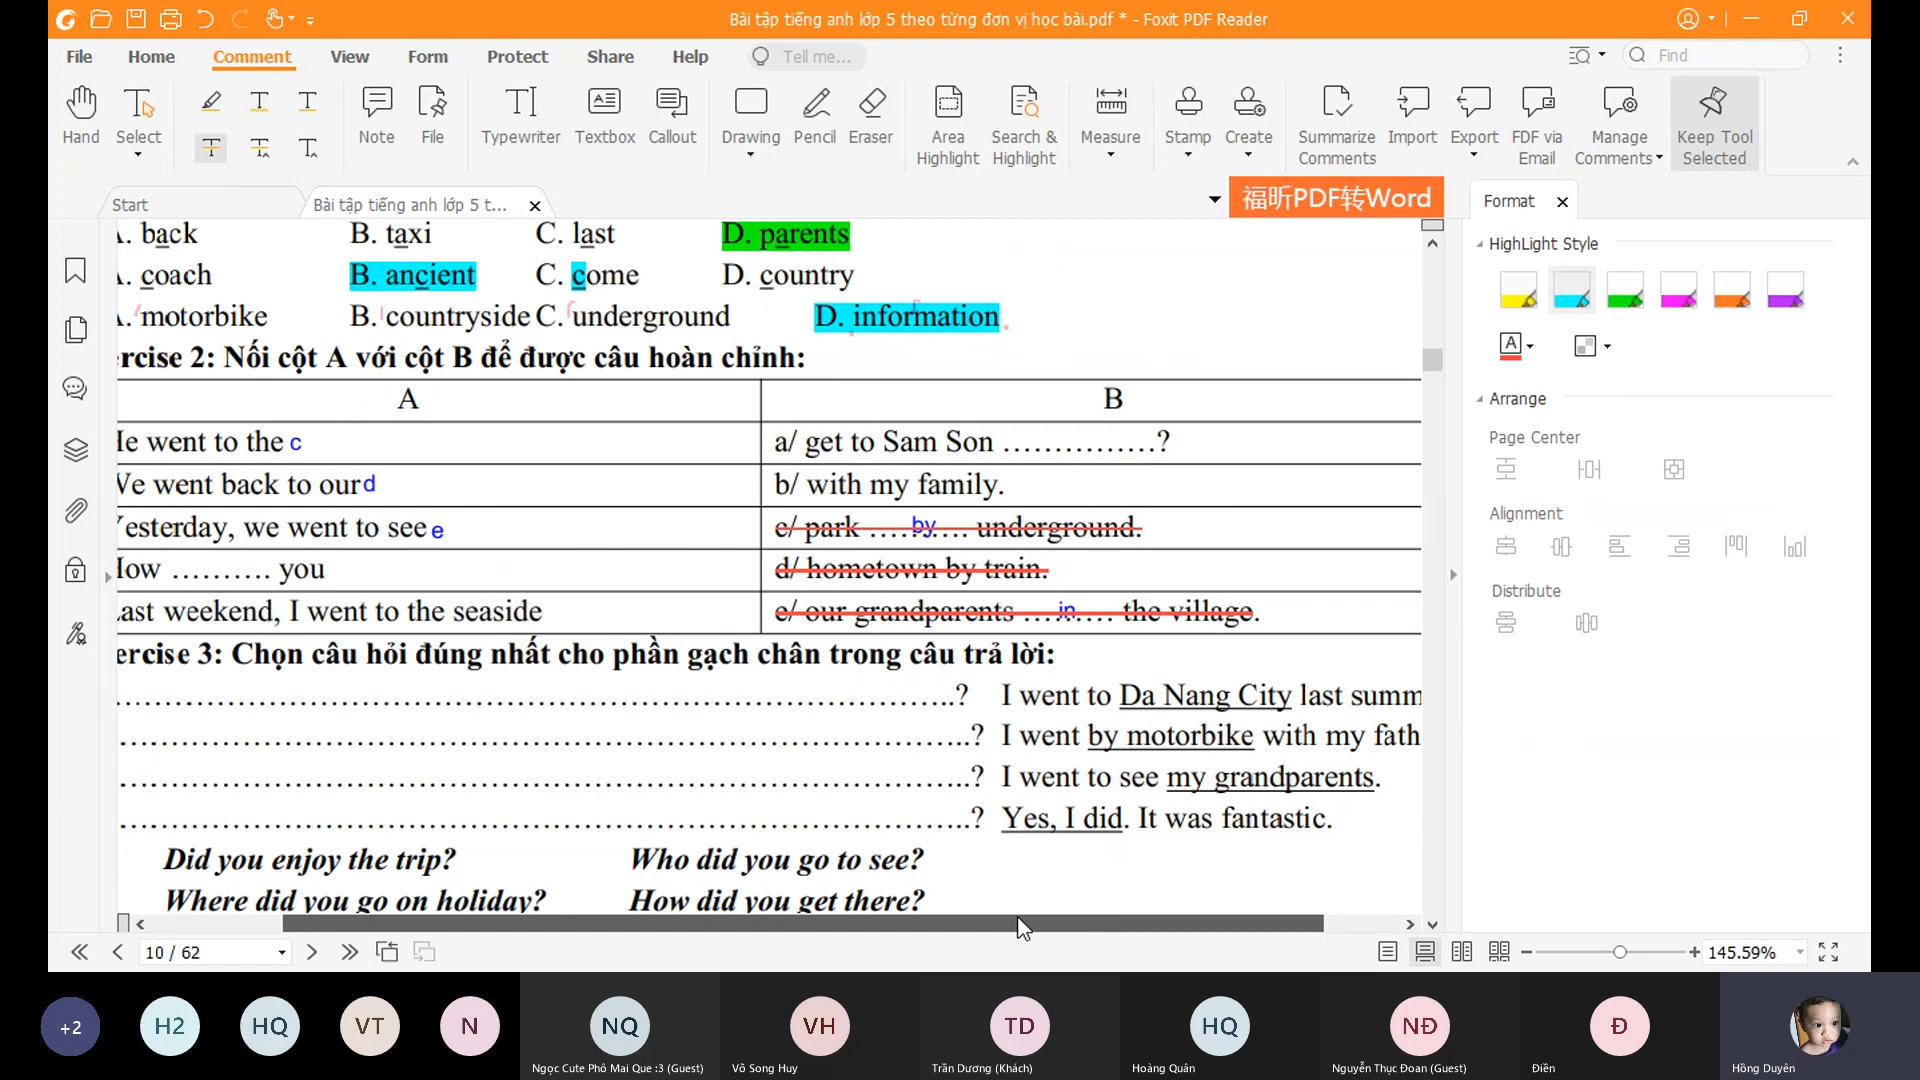 Bài tập tiếng anh lớp 5 theo từng đơn vị học bài.pdf * - Foxit PDF Reader
File Home Comment View Form Protect Share Help Tell me... Find
Hand Select Note File Typewriter Textbox Callout Drawing Pencil Eraser Area Highlight Search & Highlight Measure Stamp Create Summarize Comments Import Export FDF via Email Manage Comments Keep Tool Selected
Start Bài tập tiếng anh lớp 5 t... 福昕PDF转Word Format
HighLight Style
Arrange
Page Center
Alignment
Distribute
A. back B. taxi C. last D. parents
A. coach B. ancient C. come D. country
A. motorbike B. countryside C. underground D. information
ercise 2: Nối cột A với cột B để được câu hoàn chỉnh:
A B
He went to the c a/ get to Sam Son ……………?
We went back to our d b/ with my family.
Yesterday, we went to see e c/ park ……by…. underground.
How ………. you d/ hometown by train.
Last weekend, I went to the seaside e/ our grandparents ….in…. the village.
ercise 3: Chọn câu hỏi đúng nhất cho phần gạch chân trong câu trả lời:
…………………………………………………………………………..? I went to Da Nang City last summ
…………………………………………………………………………..? I went by motorbike with my fath
…………………………………………………………………………..? I went to see my grandparents.
…………………………………………………………………………..? Yes, I did. It was fantastic.
Did you enjoy the trip? Who did you go to see?
Where did you go on holiday? How did you get there?
10 / 62 145.59%
+2 H2 HQ VT N NQ VH TD HQ NĐ Đ
Ngọc Cute Phô Mai Que :3 (Guest) Võ Song Huy Trần Dương (Khách) Hoàng Quân Nguyễn Thục Đoan (Guest) Điền Hồng Duyên